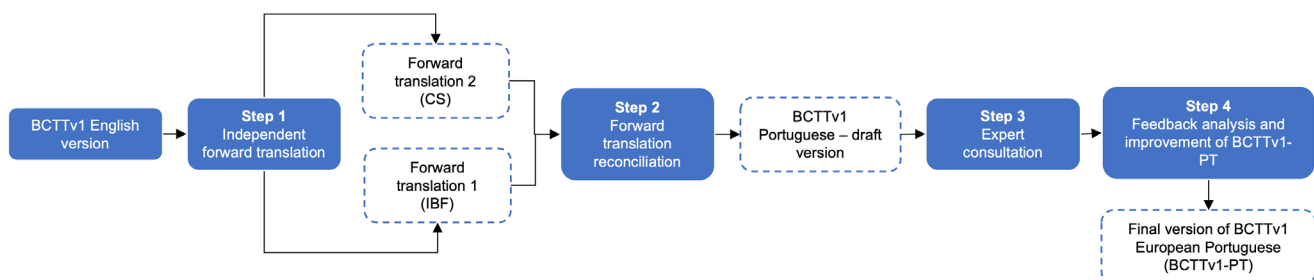 BCTTv1 English
version
Step 1
Independent
forward translation
Forward
translation 2
(CS)
Forward
translation 1
(IBF)
Step 2
Forward
translation
reconciliation
BCTTv1
Portuguese – draft
version
Step 3
Expert
consultation
Step 4
Feedback analysis and
improvement of BCTTv1-
PT
Final version of BCTTv1
European Portuguese
(BCTTv1-PT)